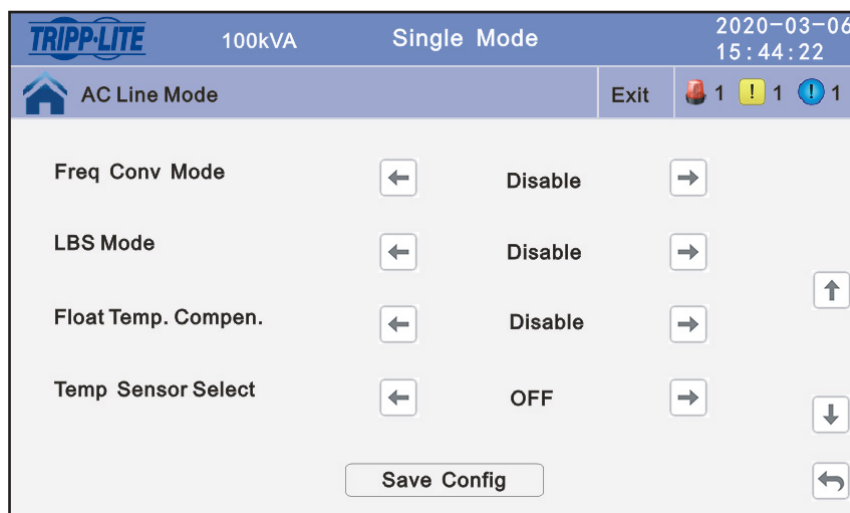 TRIPP·LITE 100kVA Single Mode 2020-03-06
15:44:22
AC Line Mode Exit 1 ! 1 ! 1
Freq Conv Mode Disable
LBS Mode Disable
Float Temp. Compen. Disable
Temp Sensor Select OFF
Save Config